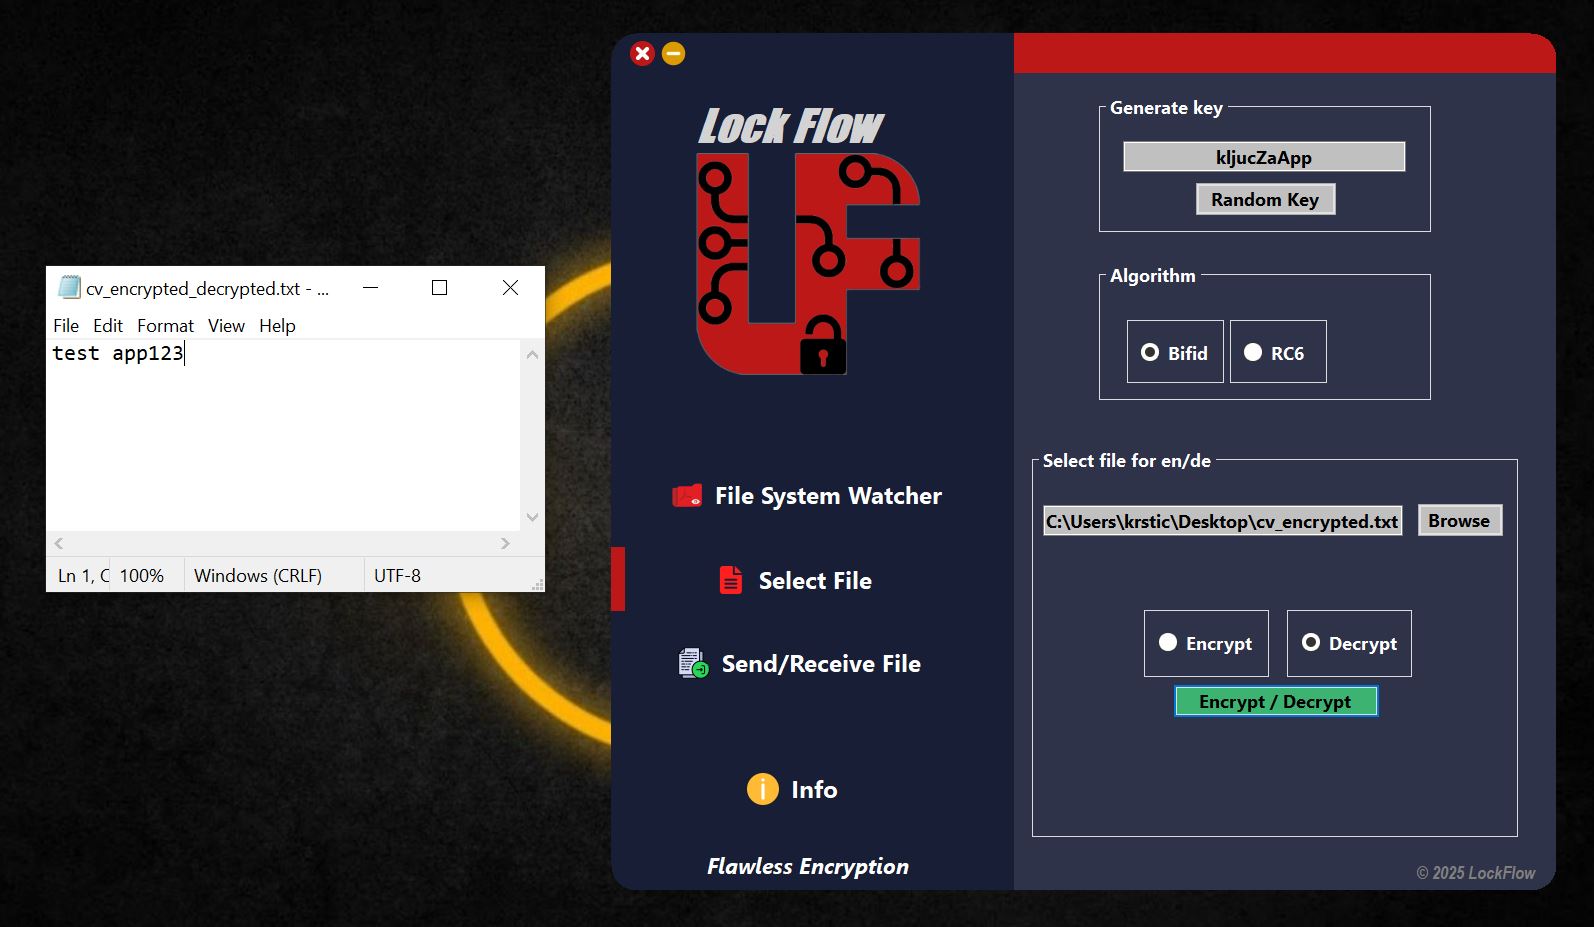 cv_encrypted_decrypted.txt - ...
File Edit Format View Help
test app123
Ln 1, C 100% Windows (CRLF) UTF-8
Lock Flow
File System Watcher
Select File
Send/Receive File
Info
Flawless Encryption
Generate key
kljucZaApp
Random Key
Algorithm
Bifid RC6
Select file for en/de
C:\Users\krstic\Desktop\cv_encrypted.txt Browse
Encrypt Decrypt
Encrypt / Decrypt
© 2025 LockFlow